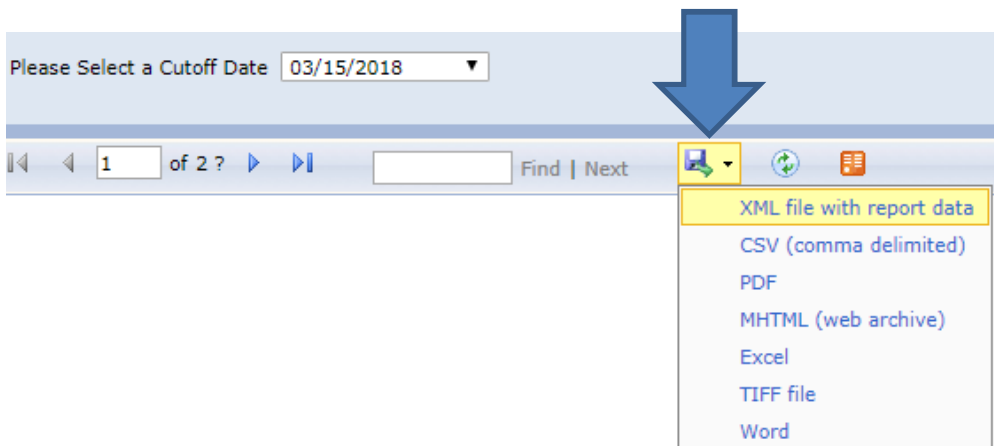 Please Select a Cutoff Date 03/15/2018
1 of 2 ? Find | Next
XML file with report data
CSV (comma delimited)
PDF
MHTML (web archive)
Excel
TIFF file
Word